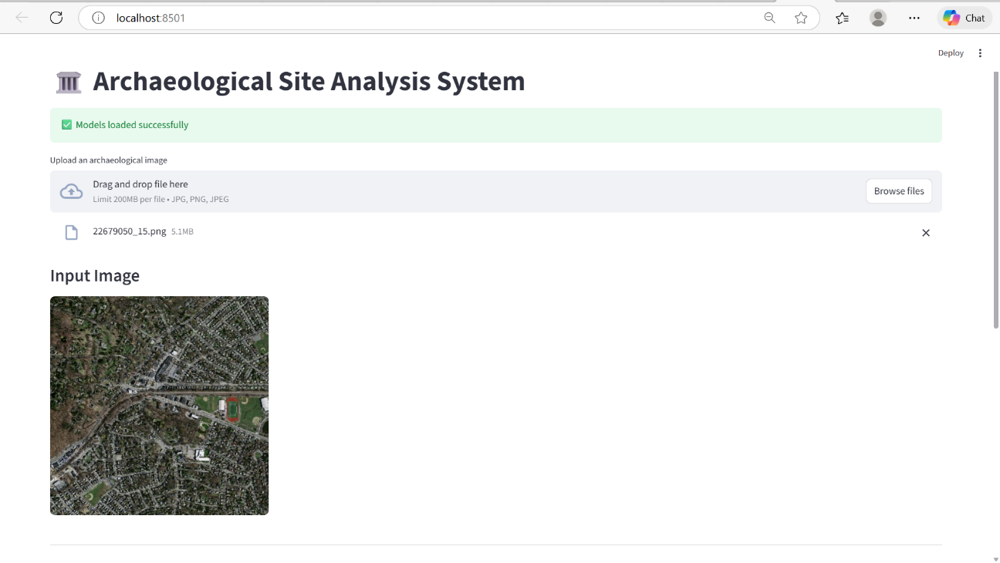 localhost:8501
Chat
Deploy
Archaeological Site Analysis System
Models loaded successfully
Upload an archaeological image
Drag and drop file here
Limit 200MB per file • JPG, PNG, JPEG
Browse files
22679050_15.png 5.1MB
Input Image